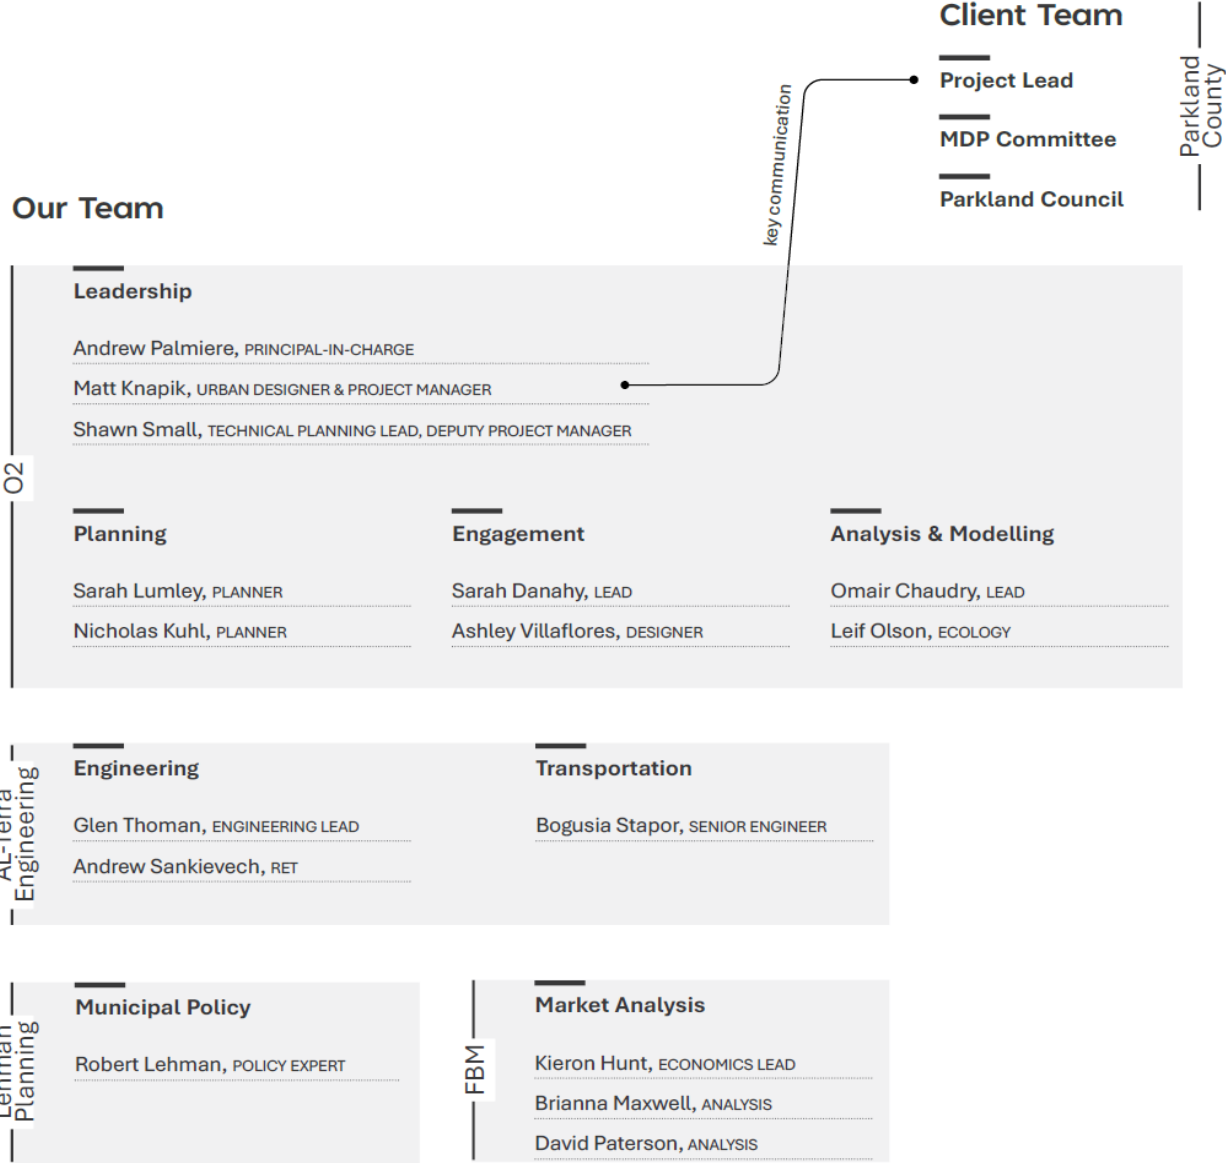 Client Team
Project Lead
MDP Committee
Parkland Council
Parkland
County
key communication
Our Team
O2
Leadership
Andrew Palmiere, PRINCIPAL-IN-CHARGE
Matt Knapik, URBAN DESIGNER & PROJECT MANAGER
Shawn Small, TECHNICAL PLANNING LEAD, DEPUTY PROJECT MANAGER
Planning
Sarah Lumley, PLANNER
Nicholas Kuhl, PLANNER
Engagement
Sarah Danahy, LEAD
Ashley Villaflores, DESIGNER
Analysis & Modelling
Omair Chaudry, LEAD
Leif Olson, ECOLOGY
AL-Terra
Engineering
Engineering
Glen Thoman, ENGINEERING LEAD
Andrew Sankievech, RET
Transportation
Bogusia Stapor, SENIOR ENGINEER
Lehman
Planning
Municipal Policy
Robert Lehman, POLICY EXPERT
FBM
Market Analysis
Kieron Hunt, ECONOMICS LEAD
Brianna Maxwell, ANALYSIS
David Paterson, ANALYSIS